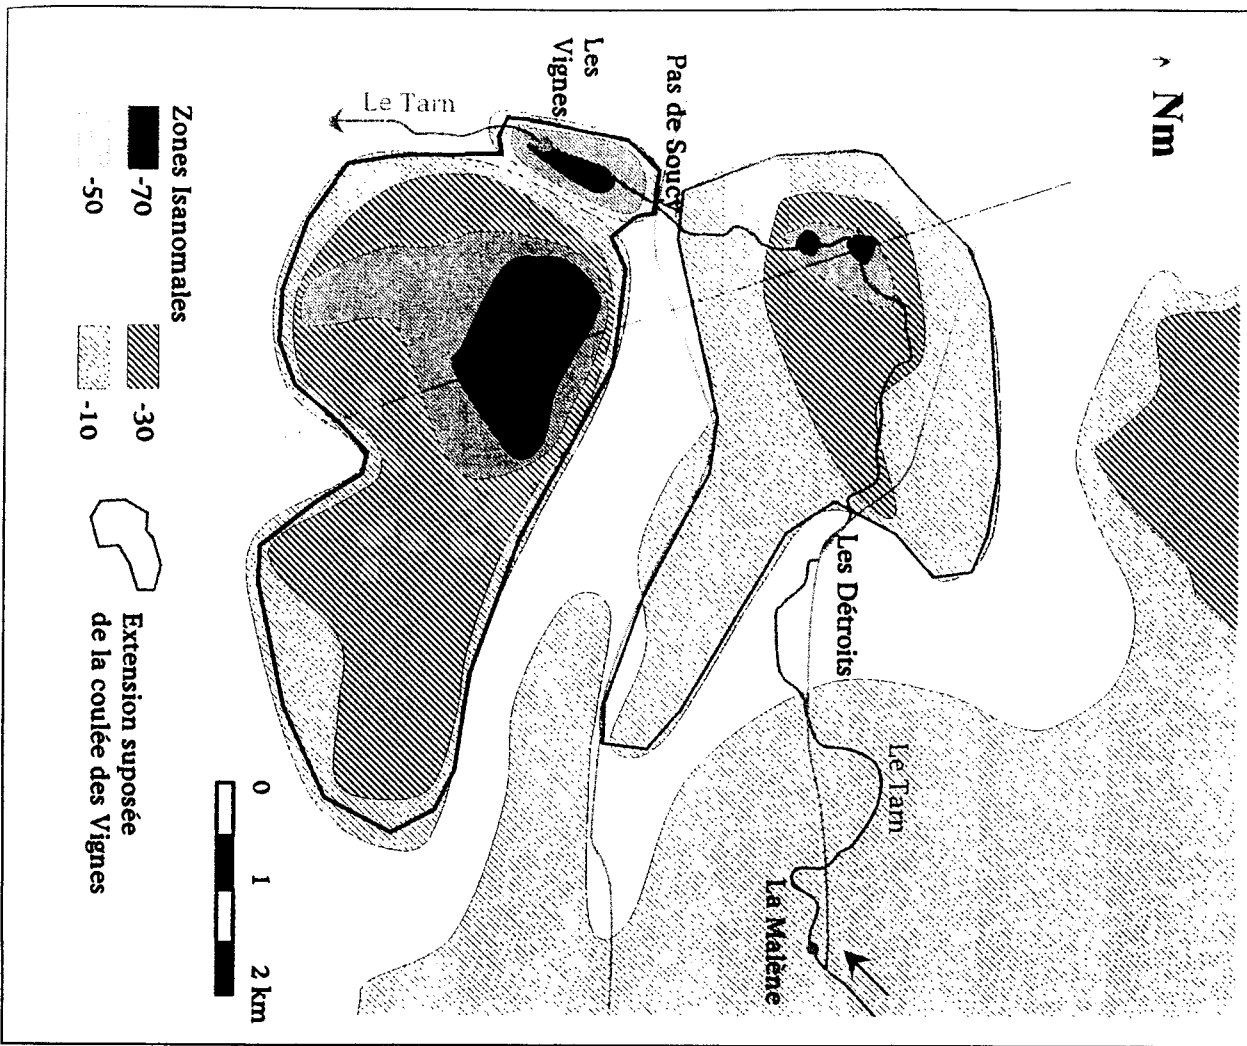 Nm
Les
Vignes
Pas de Soucy
Le Tarn
Les Détroits
Le Tarn
La Malène
Zones Isanomales
-70
-30
-50
-10
Extension suposée
de la coulée des Vignes
0
1
2 km